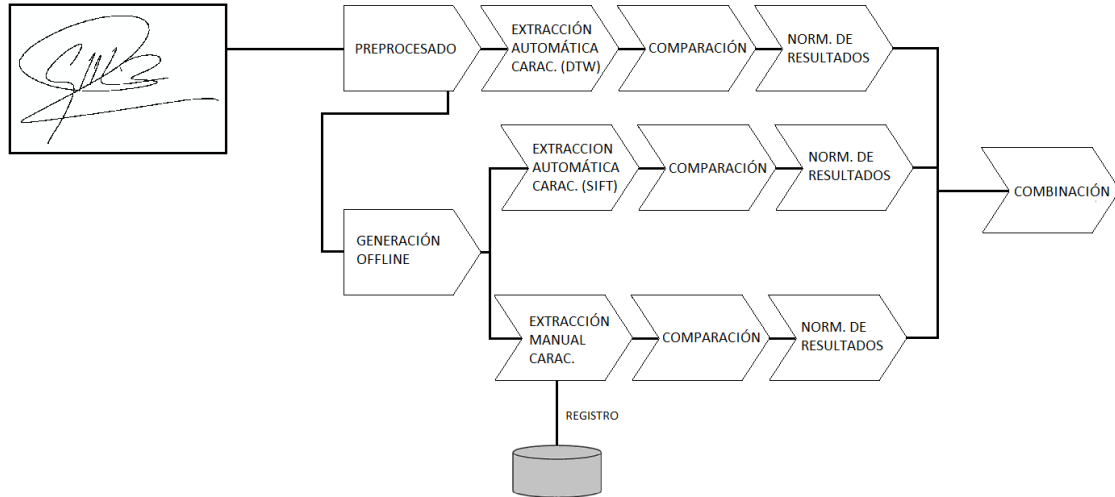 PREPROCESADO
EXTRACCIÓN
AUTOMÁTICA
CARAC. (DTW)
COMPARACIÓN
NORM. DE
RESULTADOS
EXTRACCION
AUTOMÁTICA
CARAC. (SIFT)
COMPARACIÓN
NORM. DE
RESULTADOS
COMBINACIÓN
GENERACIÓN
OFFLINE
EXTRACCIÓN
MANUAL
CARAC.
COMPARACIÓN
NORM. DE
RESULTADOS
REGISTRO